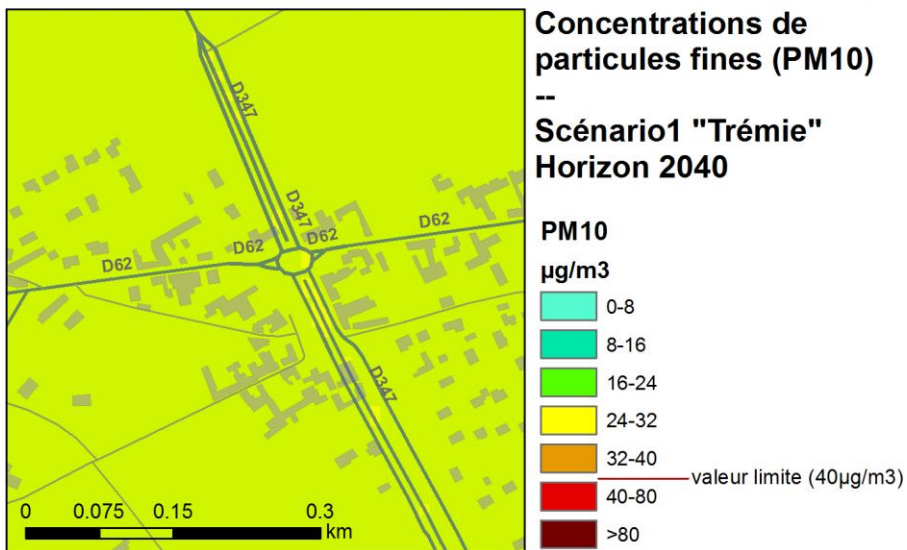 Concentrations de
particules fines (PM10)
--
Scénario1 "Trémie"
Horizon 2040
PM10
µg/m3
0-8
8-16
16-24
24-32
32-40
valeur limite (40µg/m3)
40-80
>80
D347
D347
D62
D62
D62
D347
0 0.075 0.15 0.3
km